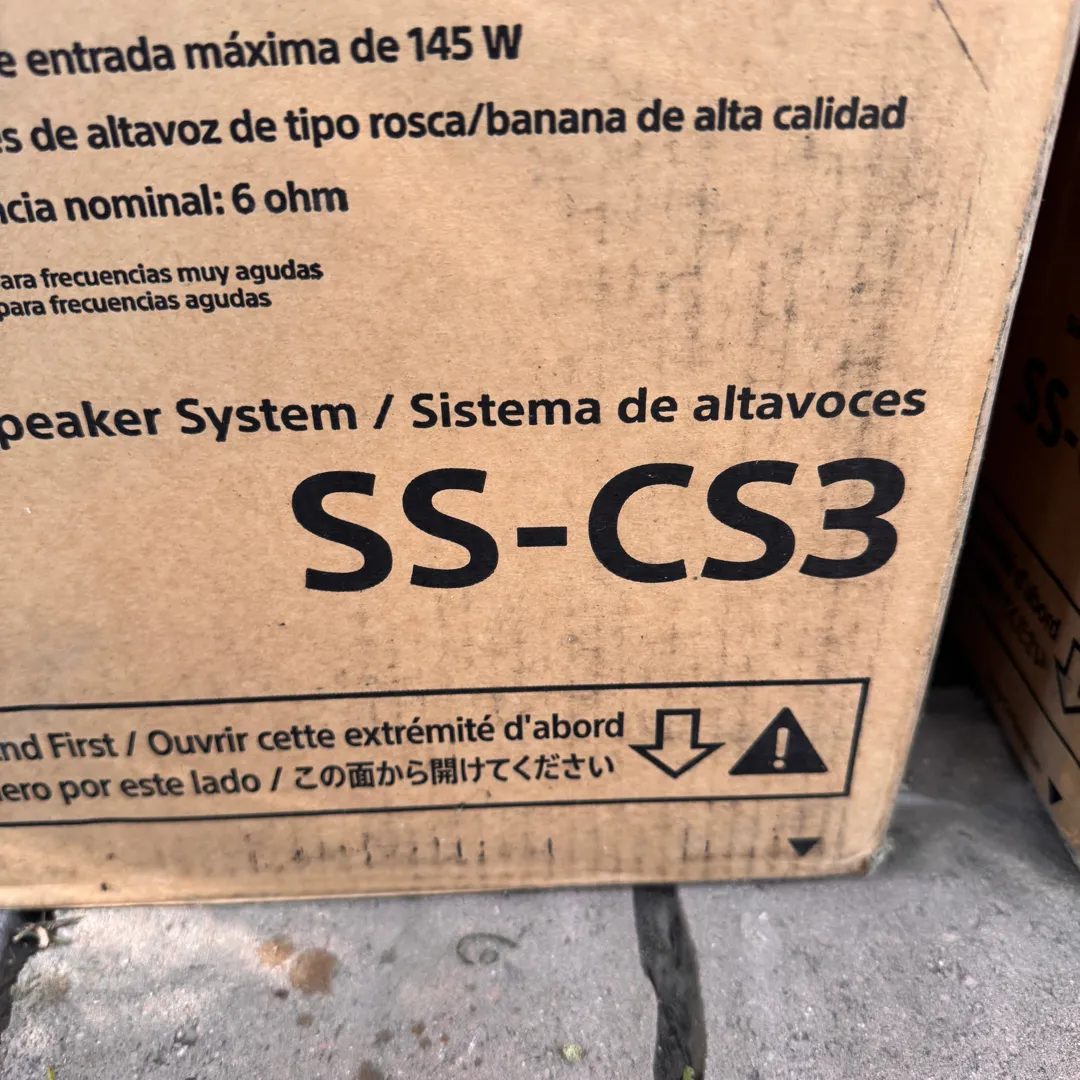 e entrada máxima de 145 W
es de altavoz de tipo rosca/banana de alta calidad
ncia nominal: 6 ohm
ara frecuencias muy agudas
para frecuencias agudas
peaker System / Sistema de altavoces
SS-CS3
nd First / Ouvrir cette extrémité d'abord
ero por este lado / この面から開けてください
SS-
d'abord